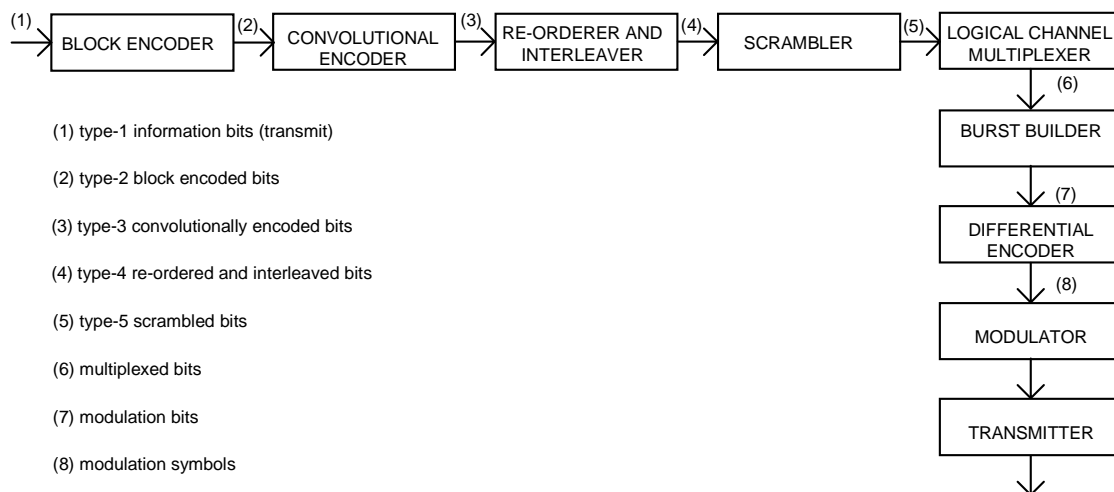 (1)
BLOCK ENCODER
(2)
CONVOLUTIONAL
ENCODER
(3)
RE-ORDERER AND
INTERLEAVER
(4)
SCRAMBLER
(5)
LOGICAL CHANNEL
MULTIPLEXER
(6)
BURST BUILDER
(7)
DIFFERENTIAL
ENCODER
(8)
MODULATOR
TRANSMITTER
(1) type-1 information bits (transmit)
(2) type-2 block encoded bits
(3) type-3 convolutionally encoded bits
(4) type-4 re-ordered and interleaved bits
(5) type-5 scrambled bits
(6) multiplexed bits
(7) modulation bits
(8) modulation symbols